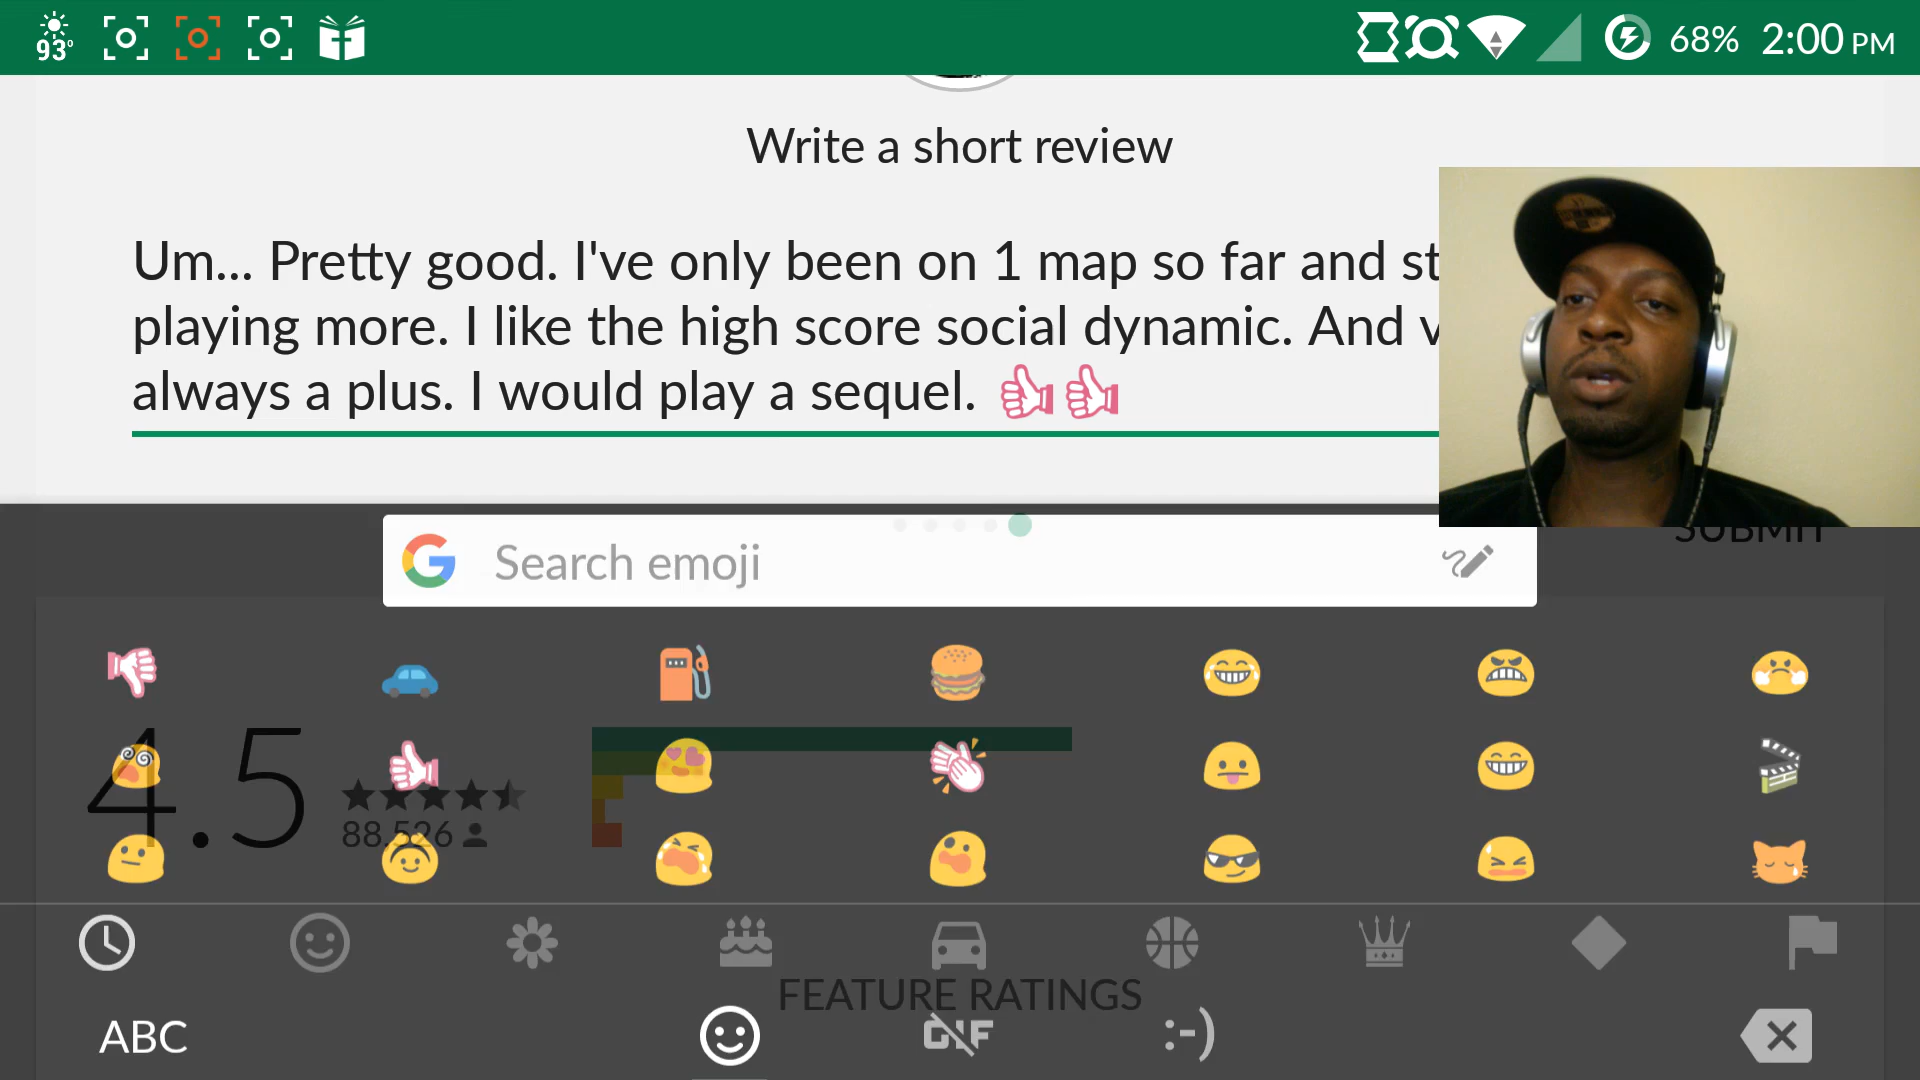 93°
68% 2:00 PM
Write a short review
Um... Pretty good. I've only been on 1 map so far and
playing more. I like the high score social dynamic. And
always a plus. I would play a sequel. 👍👍
SUBMIT
Search emoji
4.5
88,526
FEATURE RATINGS
ABC
GIF
:-)